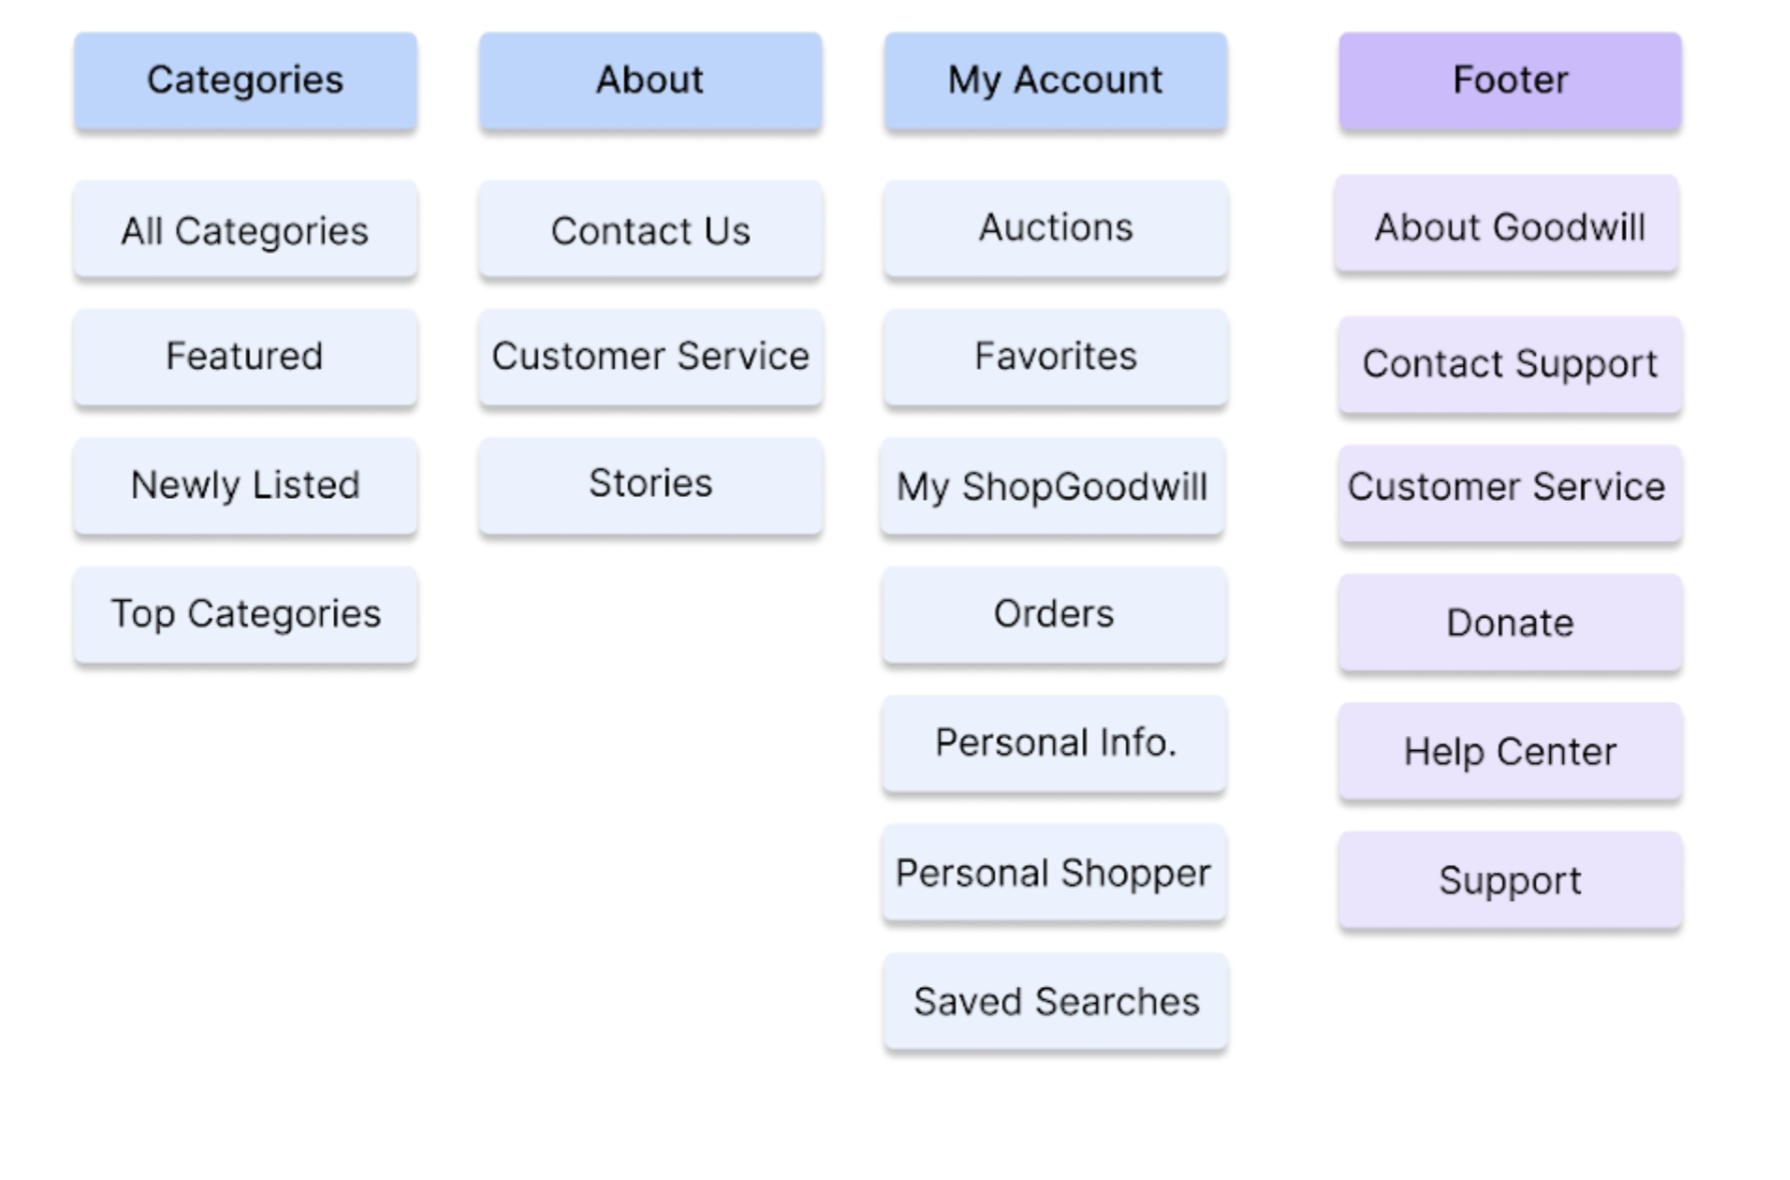 Categories
All Categories
Featured
Newly Listed
Top Categories
About
Contact Us
Customer Service
Stories
My Account
Auctions
Favorites
My ShopGoodwill
Orders
Personal Info.
Personal Shopper
Saved Searches
Footer
About Goodwill
Contact Support
Customer Service
Donate
Help Center
Support